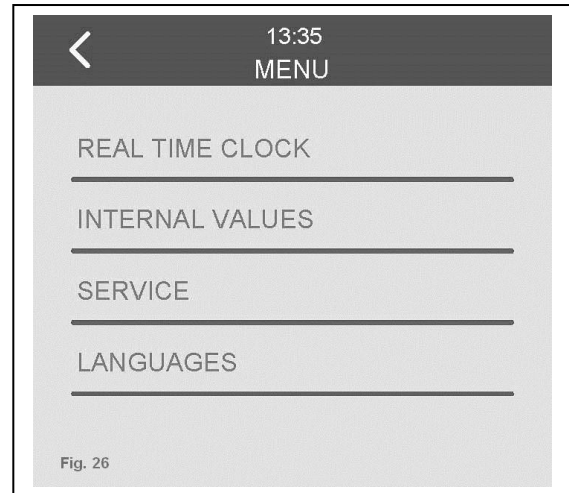 13:35
MENU
REAL TIME CLOCK
INTERNAL VALUES
SERVICE
LANGUAGES
Fig. 26